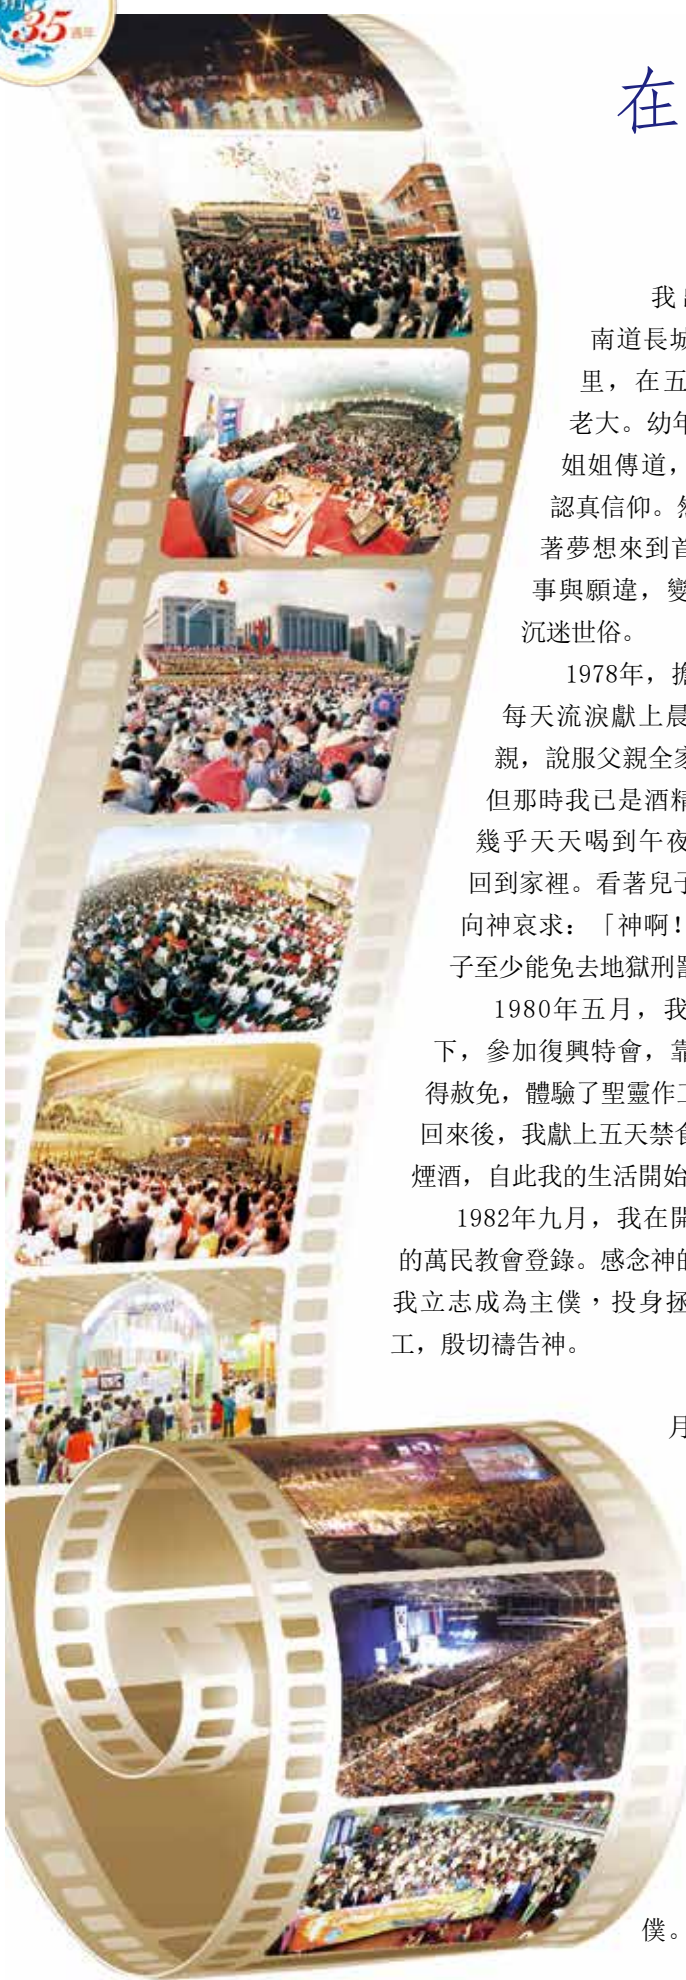 35 週年
在
我出
南道長城
里，在五
老大。幼年
姐姐傳道，
認真信仰。然
著夢想來到首
事與願違，變
沉迷世俗。
1978年，擔
每天流淚獻上晨
親，說服父親全家
但那時我已是酒精
幾乎天天喝到午夜
回到家裡。看著兒子
向神哀求：「神啊！
子至少能免去地獄刑罰
1980年五月，我
下，參加復興特會，靠
得赦免，體驗了聖靈作工
回來後，我獻上五天禁食
煙酒，自此我的生活開始
1982年九月，我在開
的萬民教會登錄。感念神的
我立志成為主僕，投身拯
工，殷切禱告神。
月
僕。
12